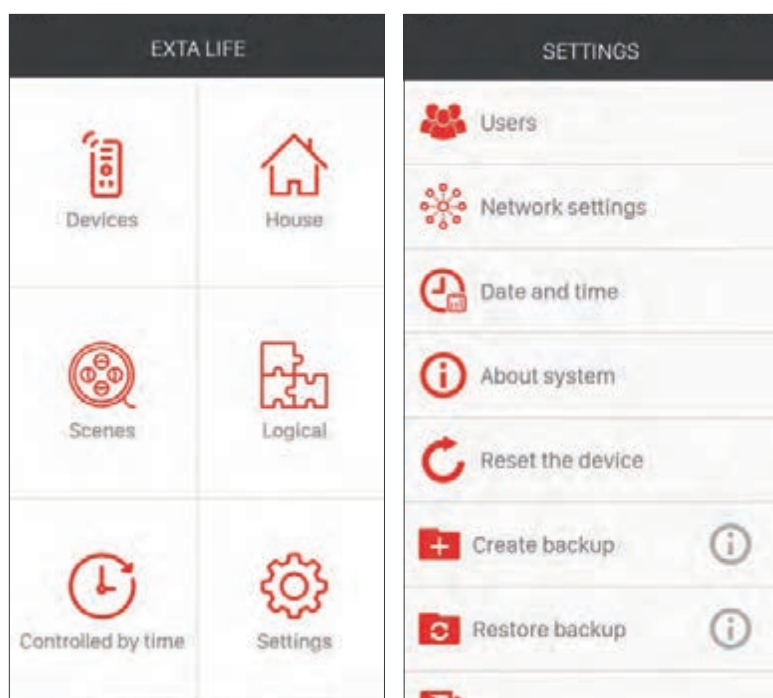 EXTA LIFE
Devices
House
Scenes
Logical
Controlled by time
Settings
SETTINGS
Users
Network settings
Date and time
About system
Reset the device
Create backup
Restore backup